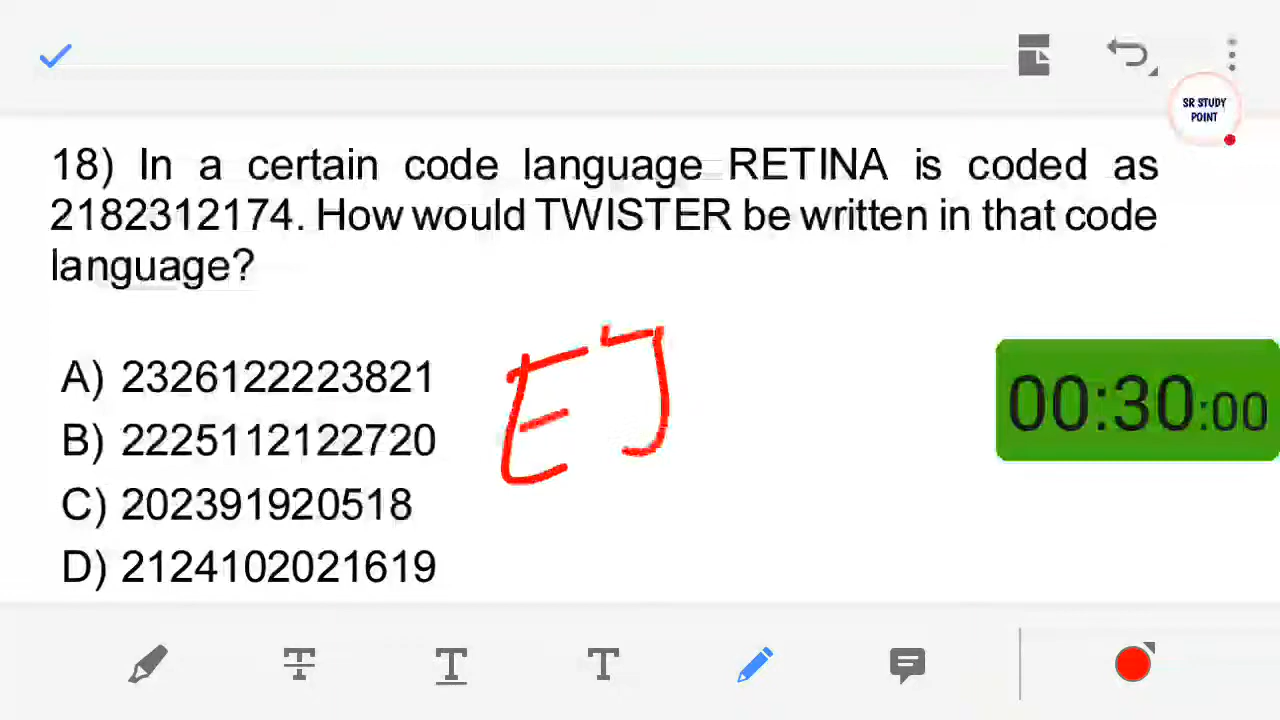 SR STUDY
POINT
18) In a certain code language RETINA is coded as
2182312174. How would TWISTER be written in that code
language?
A) 2326122223821
B) 2225112122720
C) 202391920518
D) 2124102021619
EJ
00:30:00
T T T